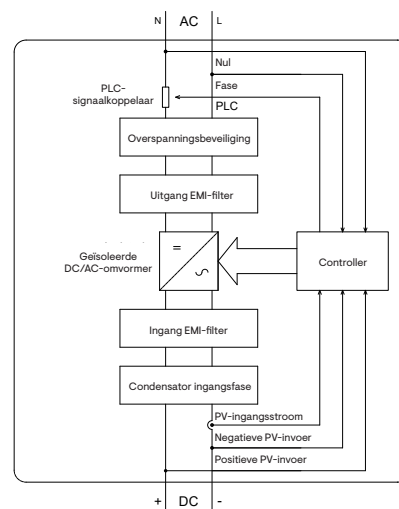 N AC L
Nul
Fase
PLC-
signaalkoppelaar
PLC
Overspanningsbeveiliging
Uitgang EMI-filter
Geïsoleerde
DC/AC-omvormer
Controller
Ingang EMI-filter
Condensator ingangsfase
PV-ingangsstroom
Negatieve PV-invoer
Positieve PV-invoer
+ DC -